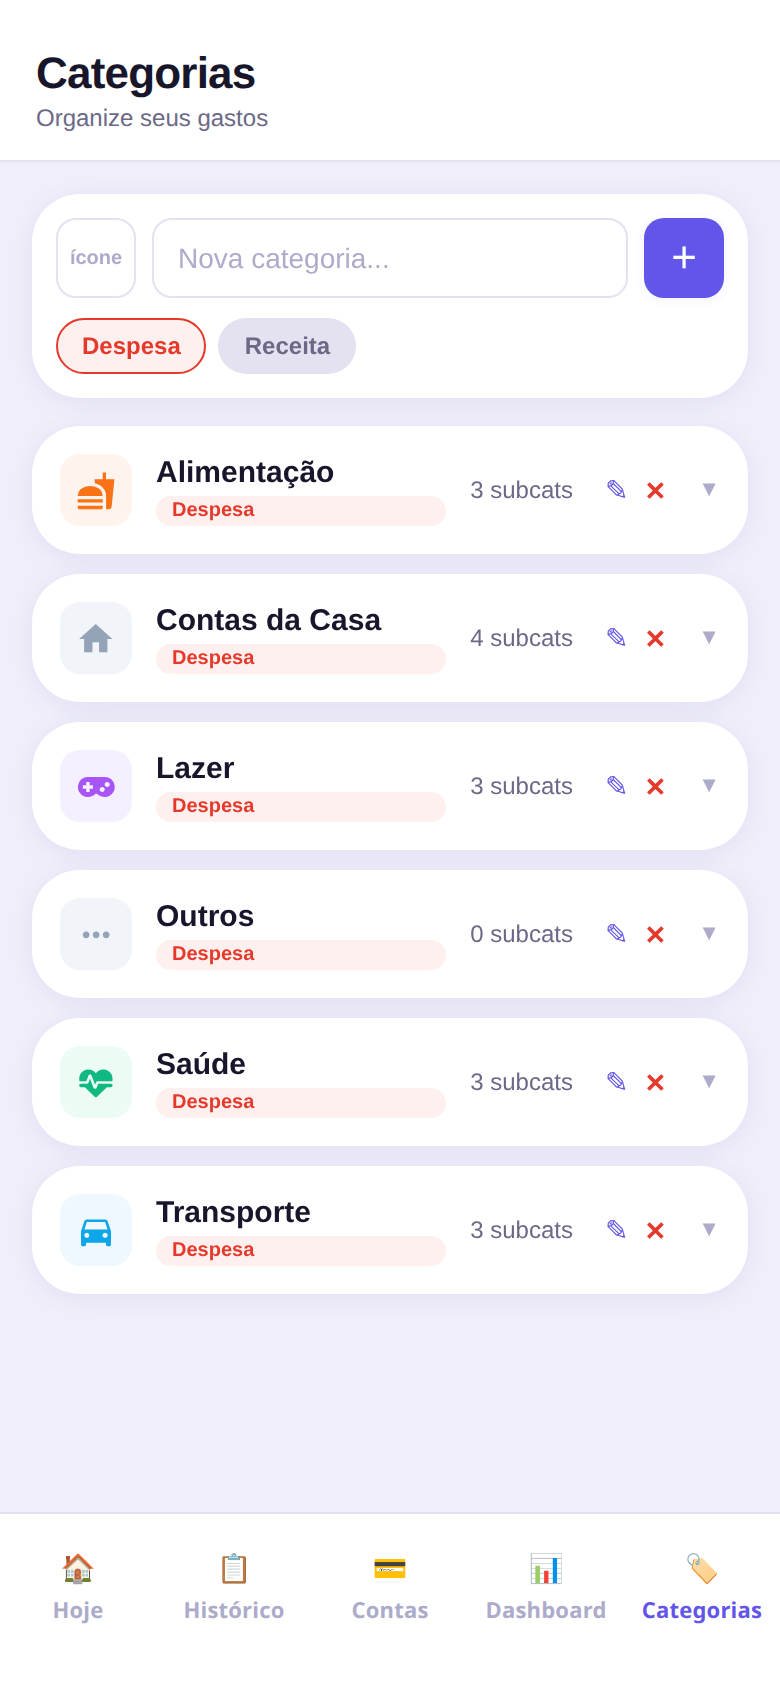 Categorias
Organize seus gastos
ícone
Nova categoria...
+
Despesa
Receita
Alimentação
Despesa
3 subcats
Contas da Casa
Despesa
4 subcats
Lazer
Despesa
3 subcats
Outros
Despesa
0 subcats
Saúde
Despesa
3 subcats
Transporte
Despesa
3 subcats
Hoje
Histórico
Contas
Dashboard
Categorias